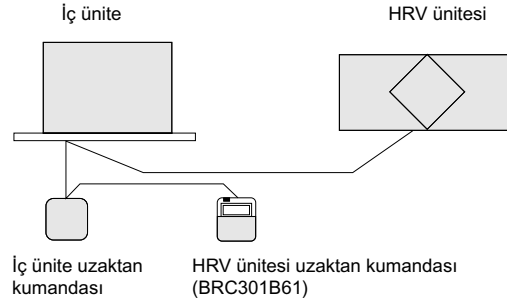 İç ünite
HRV ünitesi
İç ünite uzaktan
kumandası
HRV ünitesi uzaktan kumandası
(BRC301B61)